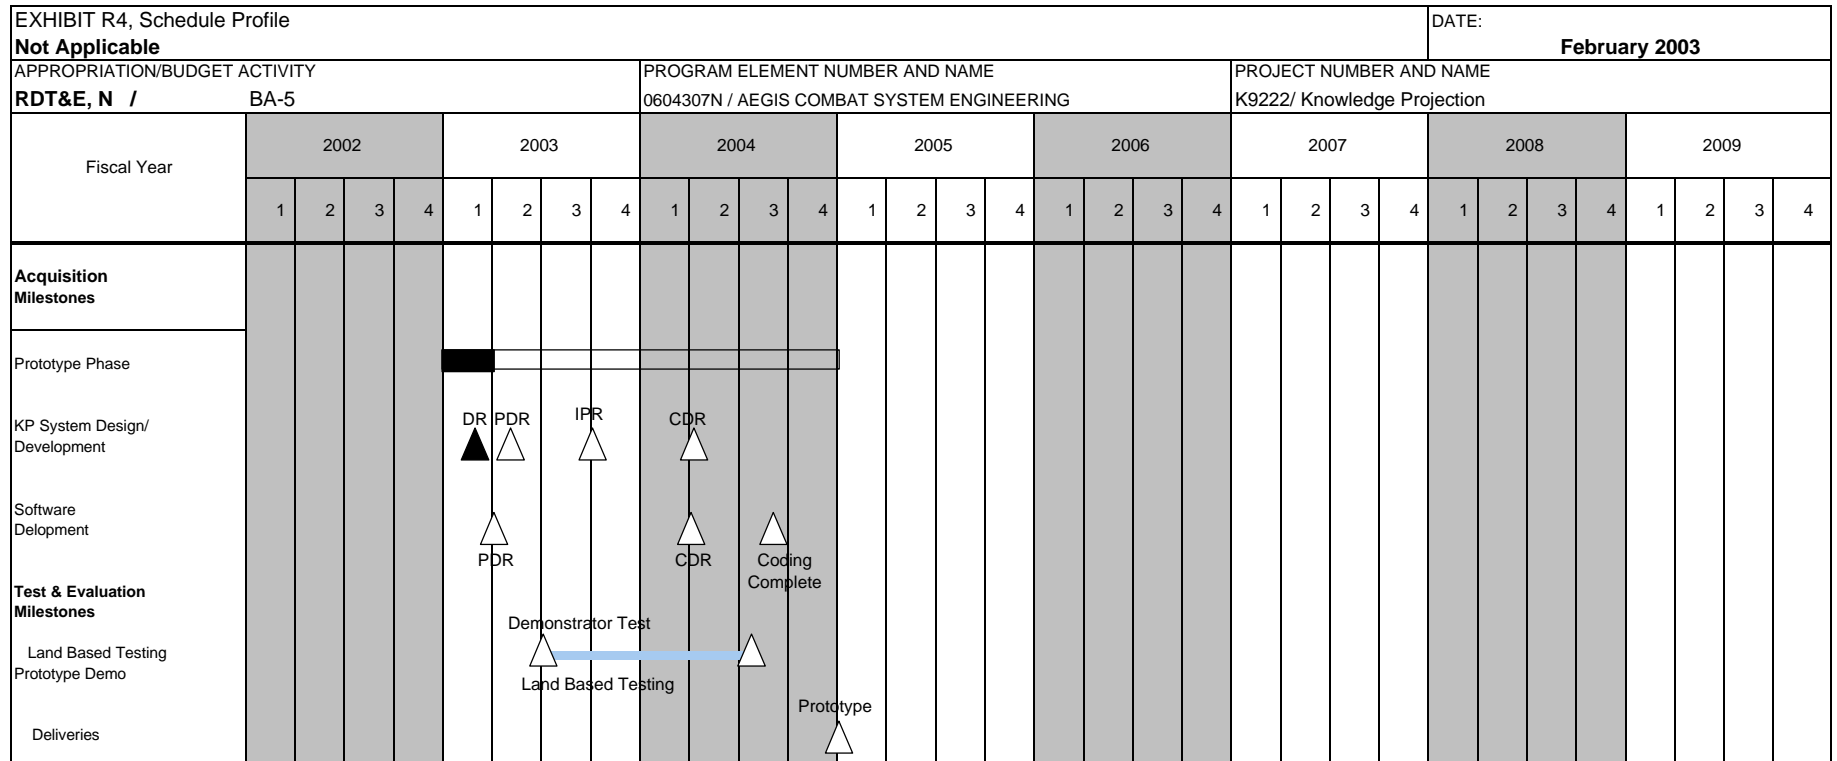 EXHIBIT R4, Schedule Profile
DATE:
Not Applicable
February 2003
APPROPRIATION/BUDGET ACTIVITY
PROGRAM ELEMENT NUMBER AND NAME
PROJECT NUMBER AND NAME
RDT&E, N / BA-5
0604307N / AEGIS COMBAT SYSTEM ENGINEERING
K9222/ Knowledge Projection
Fiscal Year
2002 2003 2004 2005 2006 2007 2008 2009
1 2 3 4 1 2 3 4 1 2 3 4 1 2 3 4 1 2 3 4 1 2 3 4 1 2 3 4 1 2 3 4
Acquisition
Milestones
Prototype Phase
DR PDR IPR CDR
KP System Design/
Development
Software
Delopment
PDR CDR Coding
Complete
Test & Evaluation
Milestones
Demonstrator Test
Land Based Testing
Prototype Demo
Land Based Testing
Prototype
Deliveries